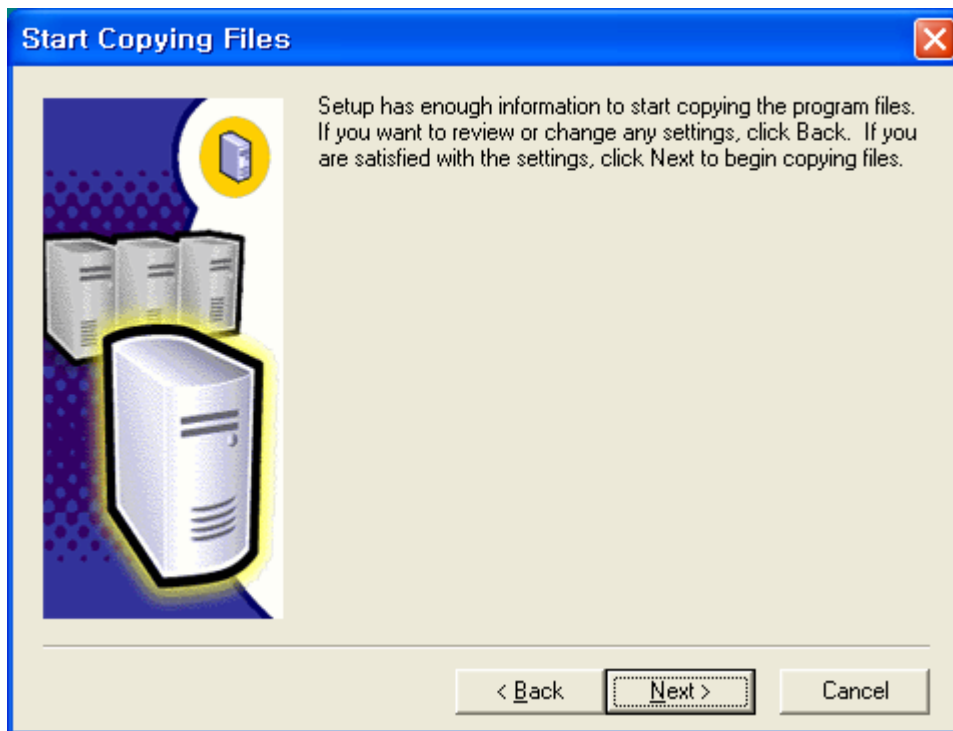 Start Copying Files
Setup has enough information to start copying the program files.
If you want to review or change any settings, click Back.  If you
are satisfied with the settings, click Next to begin copying files.
< Back
Next >
Cancel